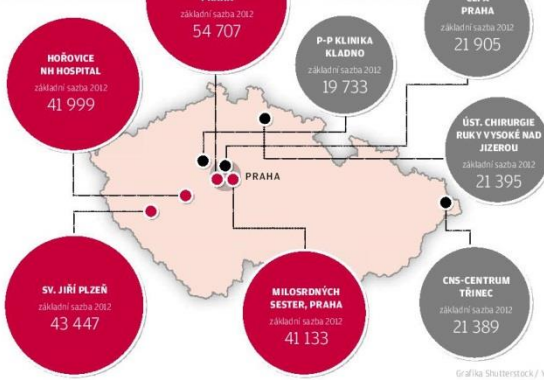 54 707
základní sazba 2012
HOŘOVICE
NH HOSPITAL
základní sazba 2012
41 999
P-P KLINIKA
KLADNO
základní sazba 2012
19 733
PRAHA
základní sazba 2012
21 905
ÚST. CHIRURGIE
RUKY VYSOKÉ NAD
JIZEROU
základní sazba 2012
21 395
PRAHA
SV. JIŘÍ PLZEŇ
základní sazba 2012
43 447
MILOSRDNÝCH
SESTER, PRAHA
základní sazba 2012
41 133
CNS-CENTRUM
TŘINEC
základní sazba 2012
21 389
Grafika Shutterstock /